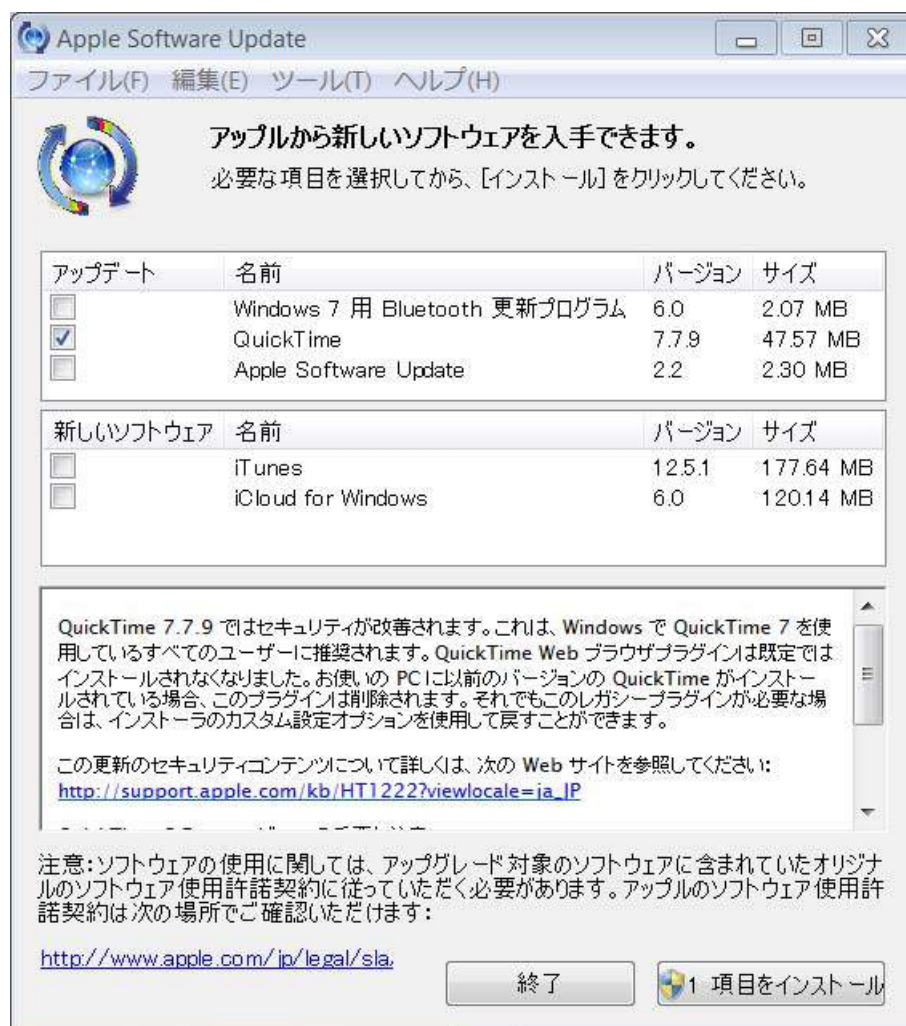 Apple Software Update
ファイル(F) 編集(E) ツール(T) ヘルプ(H)
アップルから新しいソフトウェアを入手できます。
必要な項目を選択してから、[インストール] をクリックしてください。
アップデート 名前 バージョン サイズ
Windows 7 用 Bluetooth 更新プログラム 6.0 2.07 MB
QuickTime 7.7.9 47.57 MB
Apple Software Update 2.2 2.30 MB
新しいソフトウェア 名前 バージョン サイズ
iTunes 12.5.1 177.64 MB
iCloud for Windows 6.0 120.14 MB
QuickTime 7.7.9 ではセキュリティが改善されます。これは、Windows で QuickTime 7 を使
用しているすべてのユーザーに推奨されます。QuickTime Web ブラウザプラグインは既定では
インストールされなくなりました。お使いの PC に以前のバージョンの QuickTime がインストー
ルされている場合、このプラグインは削除されます。それでもこのレガシープラグインが必要な場
合は、インストーラのカスタム設定オプションを使用して戻すことができます。
この更新のセキュリティコンテンツについて詳しくは、次の Web サイトを参照してください:
http://support.apple.com/kb/HT1222?viewlocale=ja_JP
注意:ソフトウェアの使用に関しては、アップグレード対象のソフトウェアに含まれていたオリジナ
ルのソフトウェア使用許諾契約に従っていただく必要があります。アップルのソフトウェア使用許
諾契約は次の場所でご確認いただけます:
http://www.apple.com/jp/legal/sla
終了 1 項目をインストール